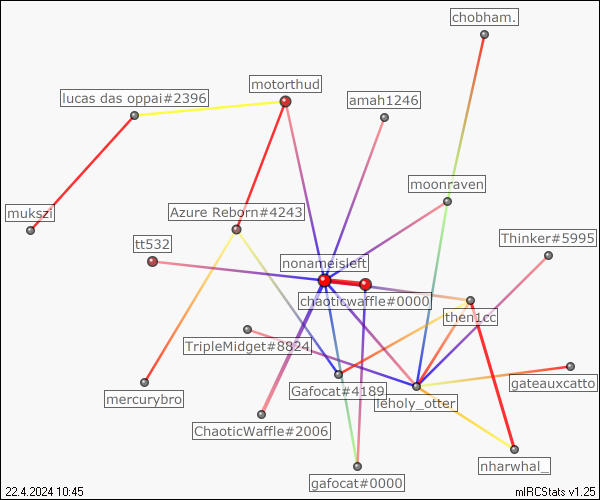 chobham.
motorthud
lucas das oppai#2396
amah1246
moonraven
mukszi
Azure Reborn#4243
tt532
Thinker#5995
nonameisleft
chaoticwaffle#0000
then1cc
TripleMidget#8824
gateauxcatto
Gafocat#4189
mercurybro
leholy_otter
ChaoticWaffle#2006
nharwhal_
gafocat#0000
22.4.2024 10:45
mIRCStats v1.25